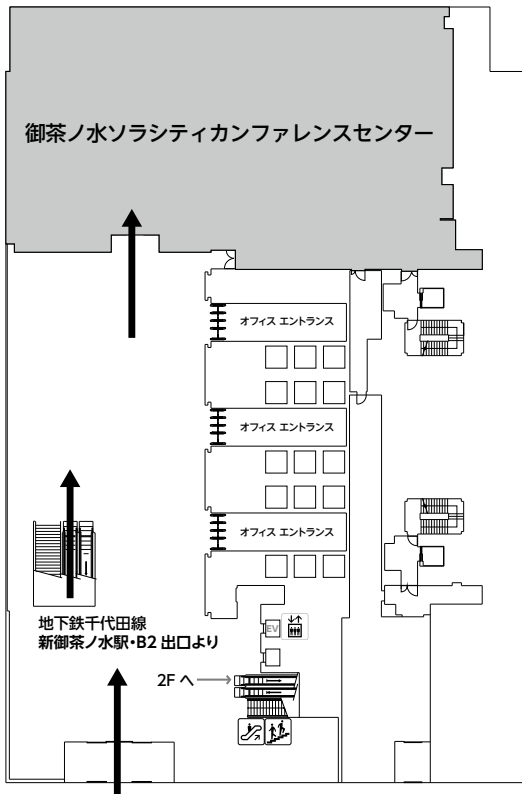 御茶ノ水ソラシティカンファレンスセンター
オフィス エントランス
オフィス エントランス
オフィス エントランス
地下鉄千代田線
新御茶ノ水駅・B2 出口より
EV
2F へ